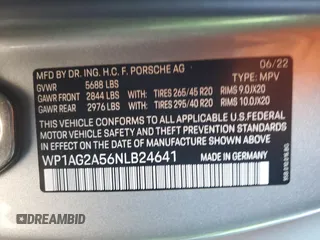 MFD BY DR. ING. H.C. F. PORSCHE AG 06/22
GVWR 5688 LBS TYPE: MPV
GAWR FRONT 2844 LBS WITH: TIRES 265/45 R20 RIMS 9.0JX20
GAWR REAR 2976 LBS WITH: TIRES 295/40 R20 RIMS 10.0JX20
THIS VEHICLE CONFORMS TO ALL APPLICABLE U.S. FEDERAL
MOTOR VEHICLE SAFETY, BUMPER, AND THEFT PREVENTION
STANDARDS IN EFFECT ON THE DATE OF
MANUFACTURE SHOWN ABOVE
WP1AG2A56NLB24641
DREAMBID